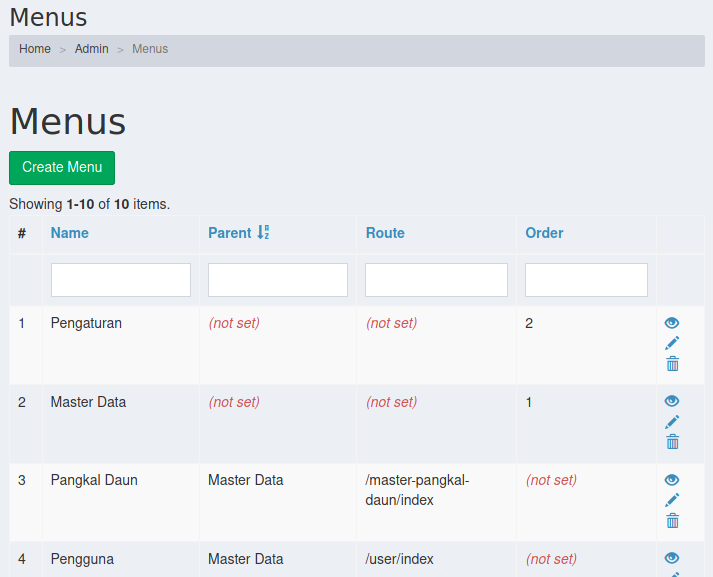 Menus
Home > Admin > Menus
Menus
Create Menu
Showing 1-10 of 10 items.
# Name Parent Route Order
1 Pengaturan (not set) (not set) 2
2 Master Data (not set) (not set) 1
3 Pangkal Daun Master Data /master-pangkal- (not set)
daun/index
4 Pengguna Master Data /user/index (not set)